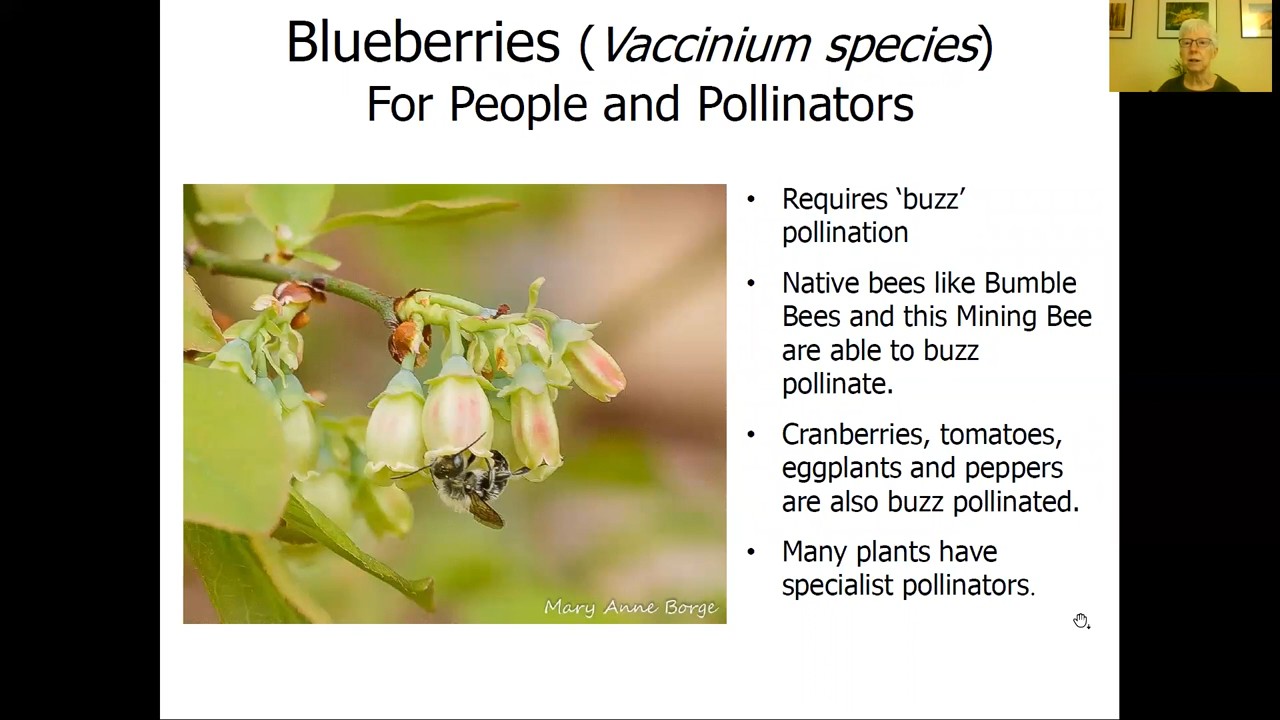 Blueberries (Vaccinium species)
For People and Pollinators
• Requires ‘buzz’
pollination
• Native bees like Bumble
Bees and this Mining Bee
are able to buzz
pollinate.
• Cranberries, tomatoes,
eggplants and peppers
are also buzz pollinated.
• Many plants have
specialist pollinators.
Mary Anne Borge